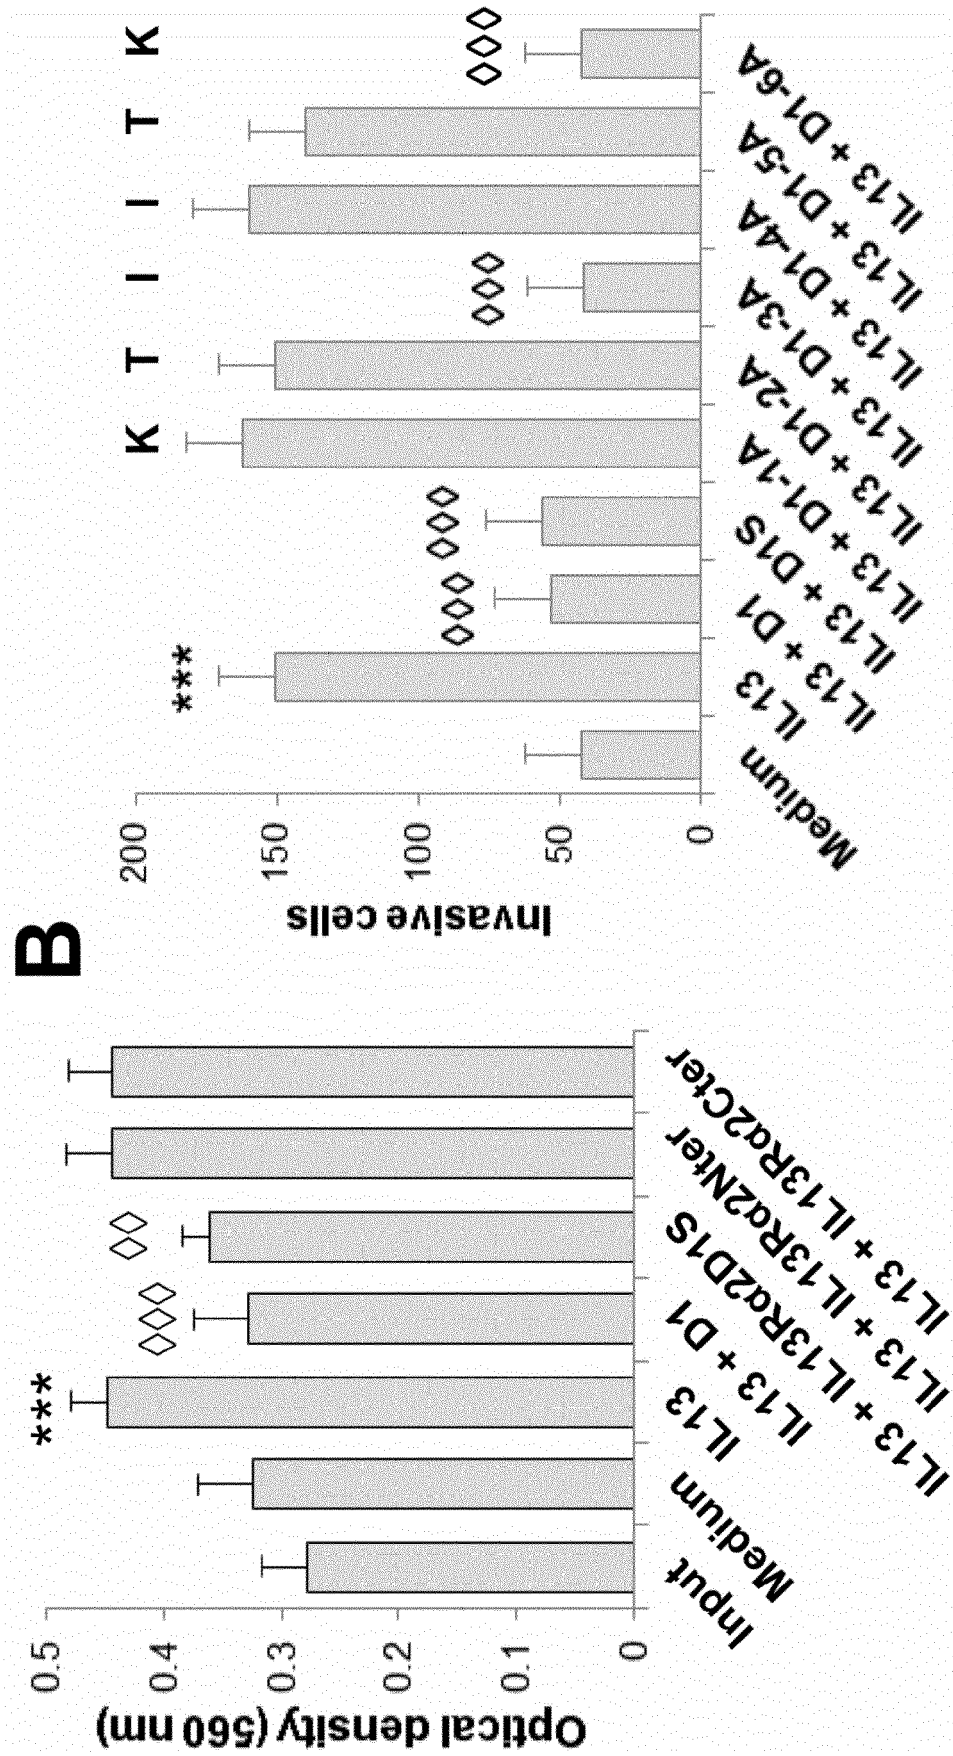 Optical density (560 nm)
0.5
0.4
0.3
0.2
0.1
0
***
◊◊◊
◊◊
Input
Medium
IL13
IL13 + D1
IL13 + IL13Rα2D1S
IL13 + IL13Rα2Nter
IL13 + IL13Rα2Cter
B
Invasive cells
200
150
100
50
0
***
◊◊◊
◊◊◊
K
T
I
◊◊◊
I
T
K
◊◊◊
Medium
IL13
IL13 + D1
IL13 + D1S
IL13 + D1-1A
IL13 + D1-2A
IL13 + D1-3A
IL13 + D1-4A
IL13 + D1-5A
IL13 + D1-6A